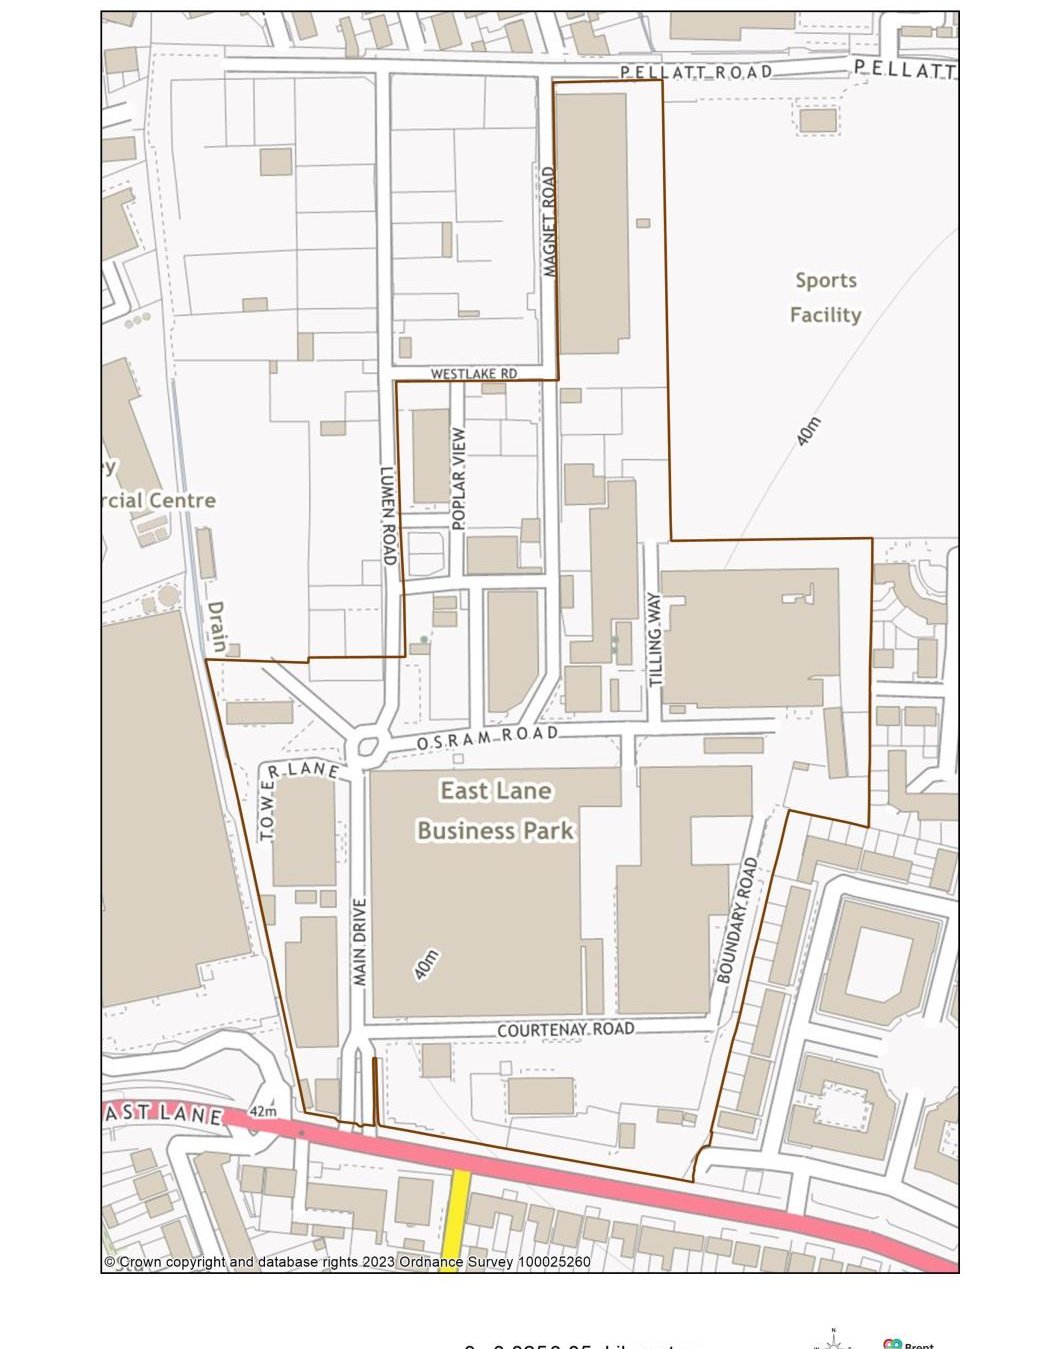 PELLATT ROAD
PELLATT
MAGNET ROAD
Sports
Facility
WESTLAKE RD
40m
POPLAR VIEW
LUMEN ROAD
rcial Centre
Drain
TILLING WAY
OSRAM ROAD
TOWER LANE
East Lane
Business Park
MAIN DRIVE
40m
BOUNDARY ROAD
COURTENAY ROAD
AST LANE
42m
© Crown copyright and database rights 2023 Ordnance Survey 100025260
N
Brent